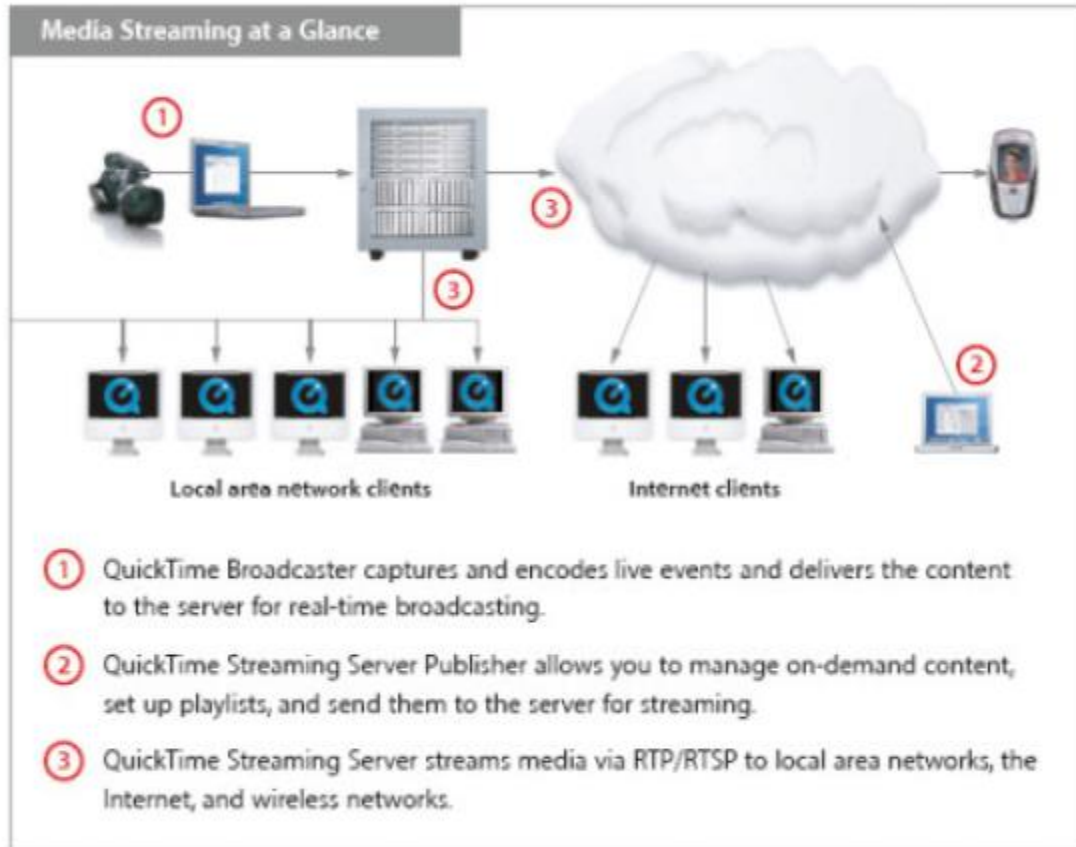 Media Streaming at a Glance
1
3
3
2
Local area network clients
Internet clients
1 QuickTime Broadcaster captures and encodes live events and delivers the content
to the server for real-time broadcasting.
2 QuickTime Streaming Server Publisher allows you to manage on-demand content,
set up playlists, and send them to the server for streaming.
3 QuickTime Streaming Server streams media via RTP/RTSP to local area networks, the
Internet, and wireless networks.